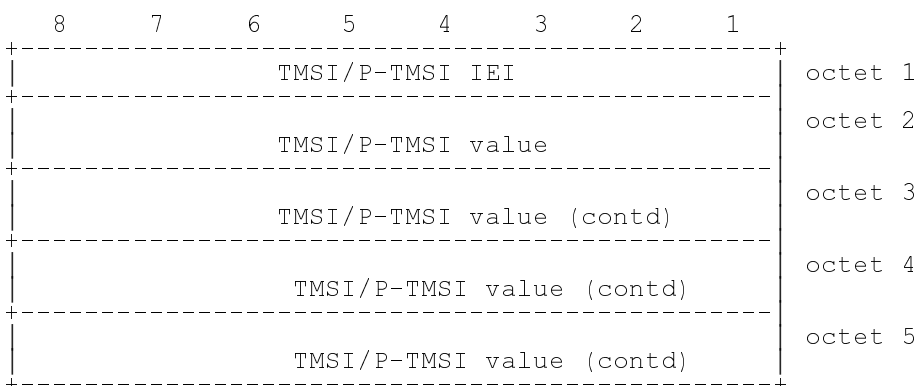 8 7 6 5 4 3 2 1
TMSI/P-TMSI IEI octet 1
octet 2
TMSI/P-TMSI value
octet 3
TMSI/P-TMSI value (contd)
octet 4
TMSI/P-TMSI value (contd)
octet 5
TMSI/P-TMSI value (contd)